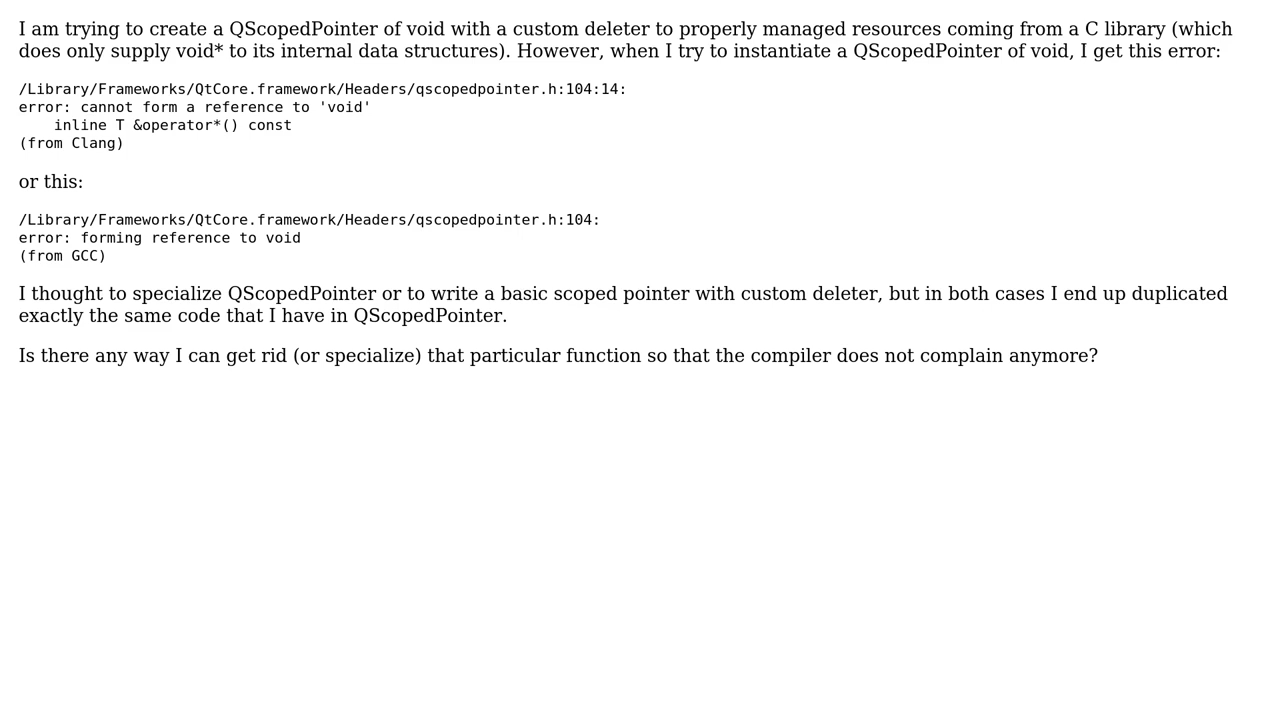 I am trying to create a QScopedPointer of void with a custom deleter to properly managed resources coming from a C library (which
does only supply void* to its internal data structures). However, when I try to instantiate a QScopedPointer of void, I get this error:
/Library/Frameworks/QtCore.framework/Headers/qscopedpointer.h:104:14:
error: cannot form a reference to 'void'
    inline T &operator*() const
(from Clang)
or this:
/Library/Frameworks/QtCore.framework/Headers/qscopedpointer.h:104:
error: forming reference to void
(from GCC)
I thought to specialize QScopedPointer or to write a basic scoped pointer with custom deleter, but in both cases I end up duplicated
exactly the same code that I have in QScopedPointer.
Is there any way I can get rid (or specialize) that particular function so that the compiler does not complain anymore?